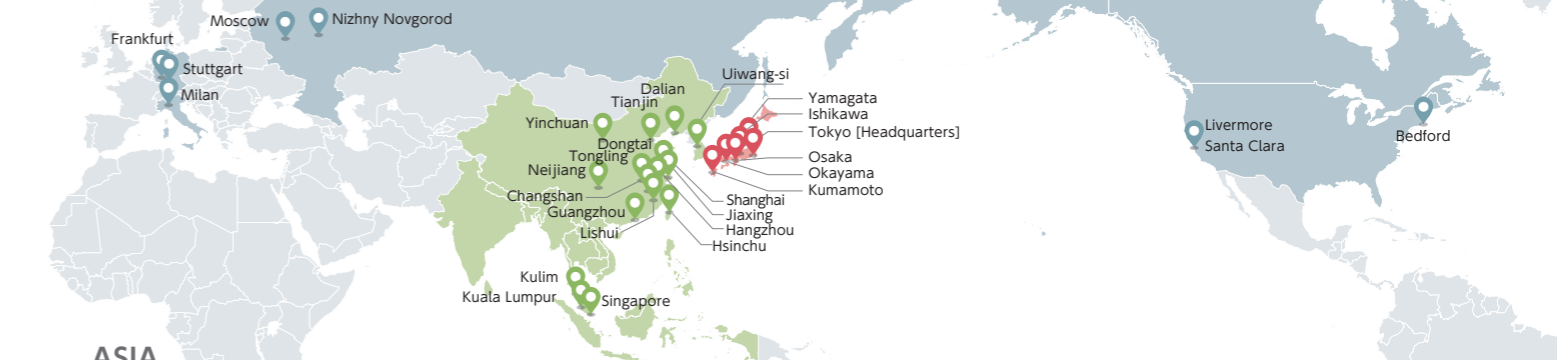 Moscow
Nizhny Novgorod
Frankfurt
Stuttgart
Milan
Uiwang-si
Dalian
Tianjin
Yinchuan
Dongtai
Tongling
Neijiang
Changshan
Guangzhou
Lishui
Yamagata
Ishikawa
Tokyo [Headquarters]
Osaka
Okayama
Kumamoto
Shanghai
Jiaxing
Hangzhou
Hsinchu
Kulim
Kuala Lumpur
Singapore
Livermore
Santa Clara
Bedford
ASIA